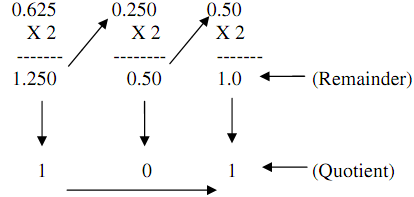 0.625 0.250 0.50
X 2 X 2 X 2
------- ------- -------
1.250 0.50 1.0 (Remainder)
1 0 1 (Quotient)